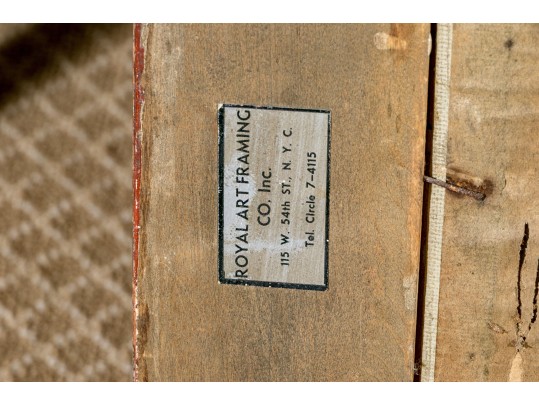 ROYAL ART FRAMING
CO. Inc.
115 W. 54th ST., N. Y. C.
Tel. CIrcle 7-4115